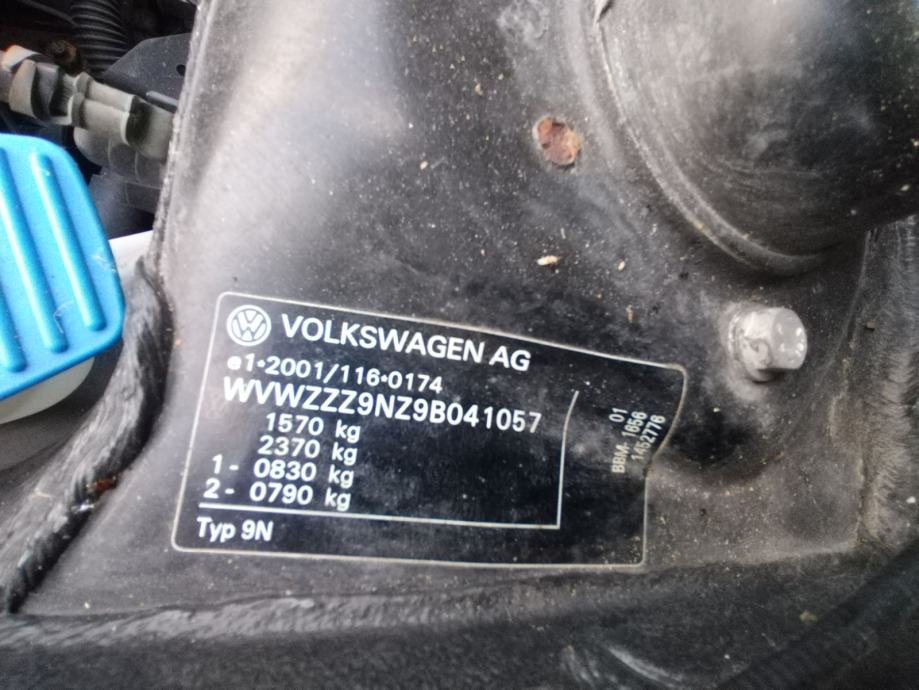 VOLKSWAGEN AG
e1•2001/116•0174
WVWZZZ9NZ9B041057
1570 kg
2370 kg
1- 0830 kg
2- 0790 kg
Typ 9N
01
BBM- 1656
1452776